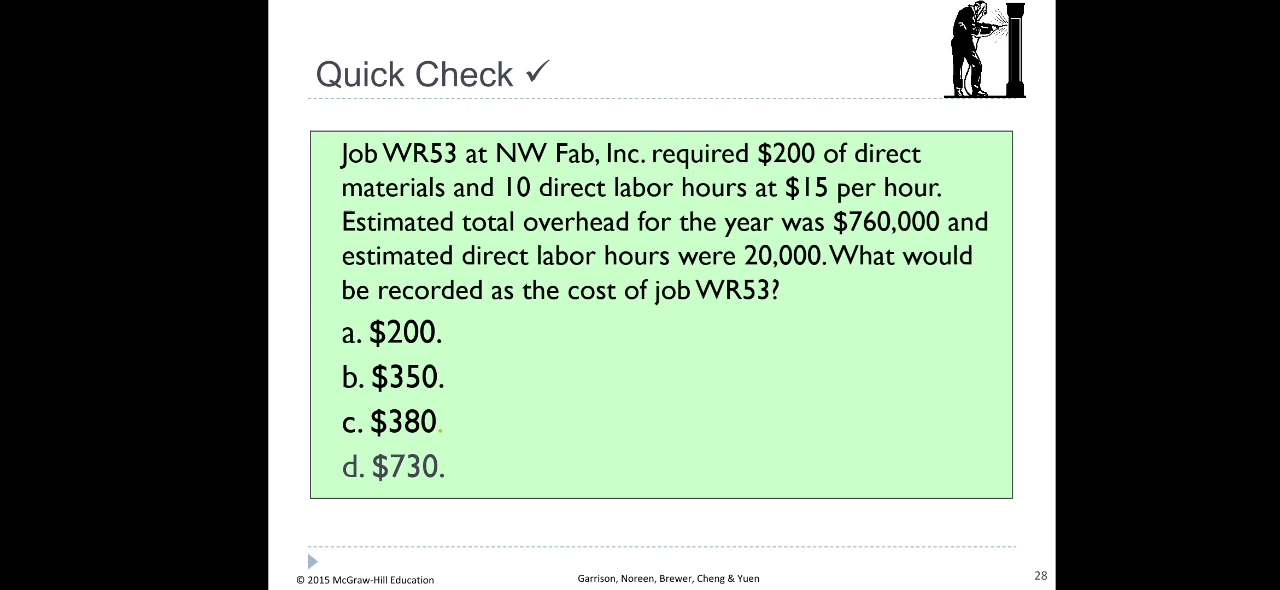 Quick Check ✓
Job WR53 at NW Fab, Inc. required $200 of direct
materials and 10 direct labor hours at $15 per hour.
Estimated total overhead for the year was $760,000 and
estimated direct labor hours were 20,000. What would
be recorded as the cost of job WR53?
a. $200.
b. $350.
c. $380.
d. $730.
© 2015 McGraw-Hill Education
Garrison, Noreen, Brewer, Cheng & Yuen
28